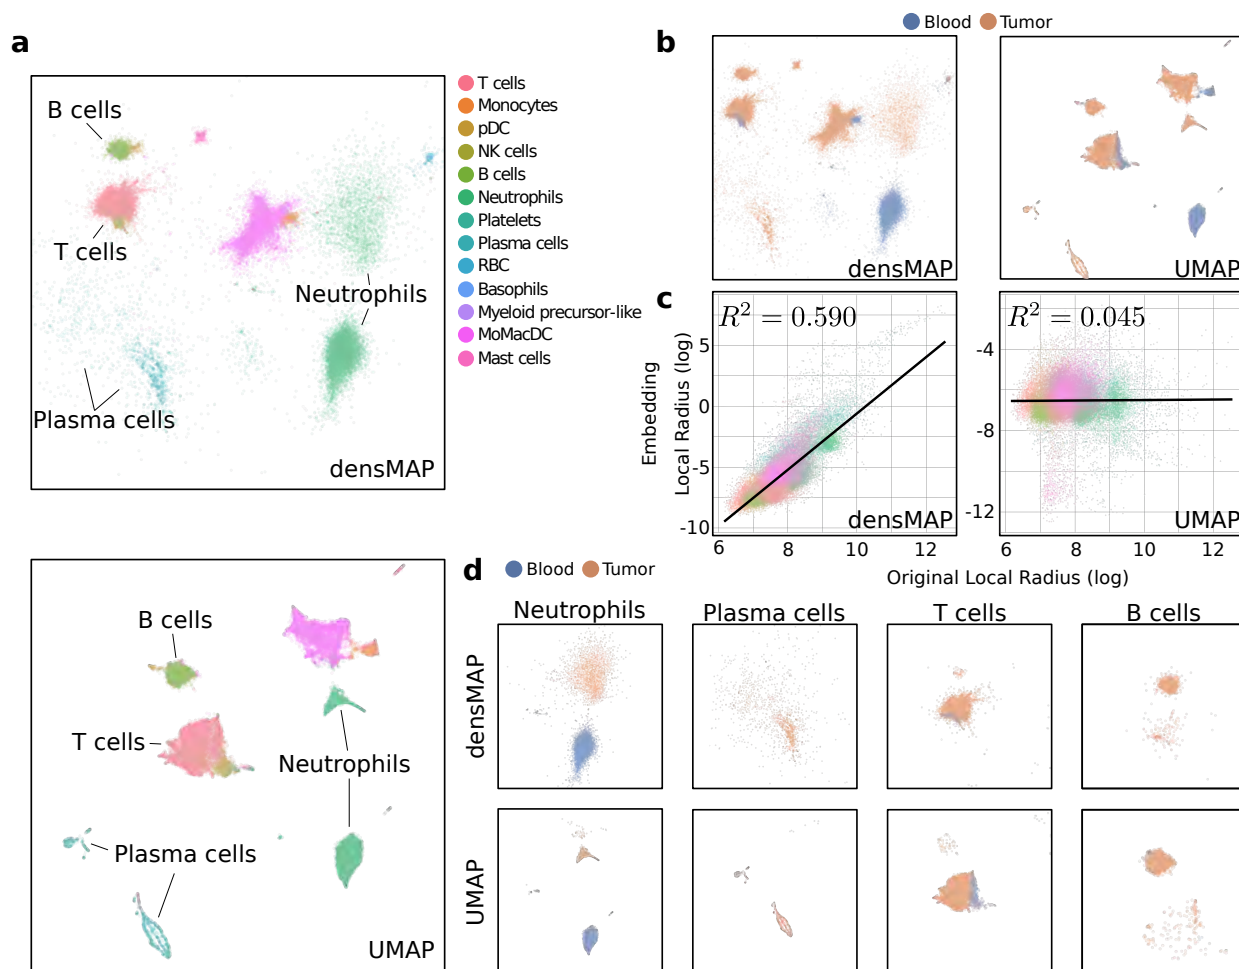 a
B cells
T cells
Neutrophils
Plasma cells
densMAP
T cells
Monocytes
pDC
NK cells
B cells
Neutrophils
Platelets
Plasma cells
RBC
Basophils
Myeloid precursor-like
MoMacDC
Mast cells
B cells
T cells
Neutrophils
Plasma cells
UMAP
b
Blood Tumor
densMAP
UMAP
c
R² = 0.590
5
0
-5
-10
6 8 10 12
densMAP
Embedding
Local Radius (log)
R² = 0.045
-4
-8
-12
6 8 10 12
UMAP
Original Local Radius (log)
d
Blood Tumor
Neutrophils Plasma cells T cells B cells
densMAP
UMAP